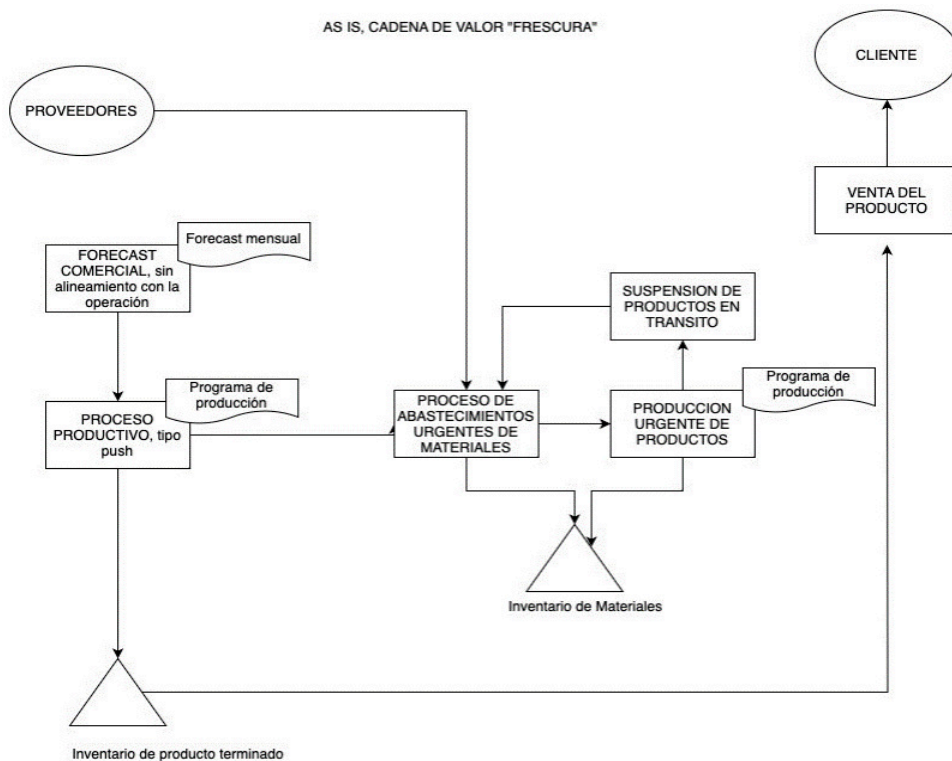 AS IS, CADENA DE VALOR "FRESCURA"
CLIENTE
PROVEEDORES
VENTA DEL
PRODUCTO
Forecast mensual
FORECAST
COMERCIAL, sin
alineamiento con la
operación
SUSPENSION DE
PRODUCTOS EN
TRANSITO
Programa de
producción
PROCESO
PRODUCTIVO, tipo
push
PROCESO DE
ABASTECIMIENTOS
URGENTES DE
MATERIALES
Programa de
producción
PRODUCCION
URGENTE DE
PRODUCTOS
Inventario de Materiales
Inventario de producto terminado